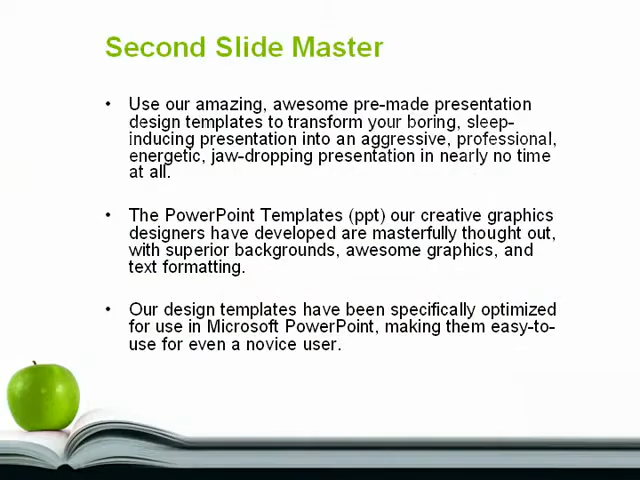 Second Slide Master
• Use our amazing, awesome pre-made presentation
design templates to transform your boring, sleep-
inducing presentation into an aggressive, professional,
energetic, jaw-dropping presentation in nearly no time
at all.
• The PowerPoint Templates (ppt) our creative graphics
designers have developed are masterfully thought out,
with superior backgrounds, awesome graphics, and
text formatting.
• Our design templates have been specifically optimized
for use in Microsoft PowerPoint, making them easy-to-
use for even a novice user.